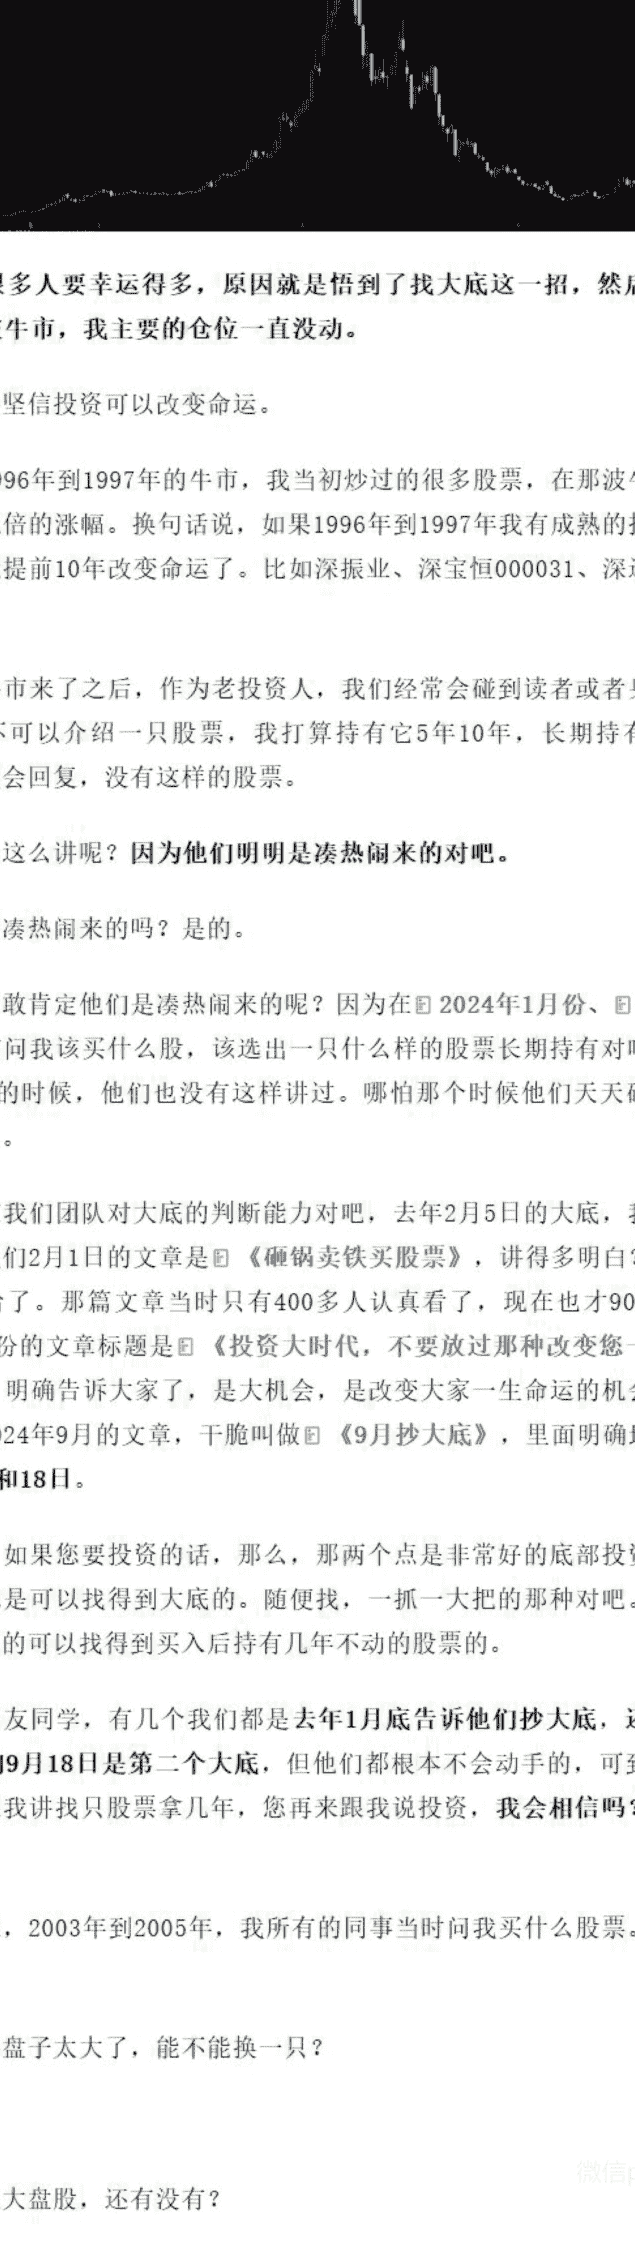 很多人要幸运得多，原因就是悟到了找大底这一招，然后
牛市，我主要的仓位一直没动。
坚信投资可以改变命运。
996年到1997年的牛市，我当初炒过的很多股票，在那波牛
倍的涨幅。换句话说，如果1996年到1997年我有成熟的投
提前10年改变命运了。比如深振业、深宝恒000031、深
市来了之后，作为老投资人，我们经常会碰到读者或者
不可以介绍一只股票，我打算持有它5年10年，长期持有
会回复，没有这样的股票。
这么讲呢？因为他们明明是凑热闹来的对吧。
凑热闹来的吗？是的。
敢肯定他们是凑热闹来的呢？因为在 2024年1月份、
问我该买什么股，该选出一只什么样的股票长期持有对吧
的时候，他们也没有这样讲过。哪怕那个时候他们天天
。
我们团队对大底的判断能力对吧，去年2月5日的大底，我
们2月1日的文章是 《砸锅卖铁买股票》，讲得多明白？
了。那篇文章当时只有400多人认真看了，现在也才90
份的文章标题是 《投资大时代，不要放过那种改变您一
明确告诉大家了，是大机会，是改变大家一生命运的机会
024年9月的文章，干脆叫做 《9月抄大底》，里面明确
和18日。
如果您要投资的话，那么，那两个点是非常好的底部投资
是可以找得到大底的。随便找，一抓一大把的那种对吧。
的可以找得到买入后持有几年不动的股票的。
友同学，有几个我们都是去年1月底告诉他们抄大底，还
9月18日是第二个大底，但他们都根本不会动手的，可到
我讲找只股票拿几年，您再来跟我说投资，我会相信吗？
，2003年到2005年，我所有的同事当时问我买什么股票。
盘子太大了，能不能换一只？
微信p
大盘股，还有没有？